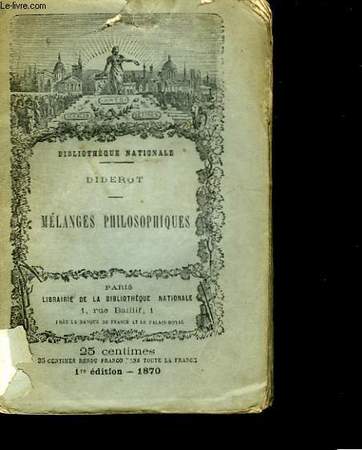 Le-livre.com
BIBLIOTHÈQUE NATIONALE
DIDEROT
MÉLANGES PHILOSOPHIQUES
PARIS
LIBRAIRIE DE LA BIBLIOTHÈQUE NATIONALE
1, rue Baillif, 1
PRÈS LA BANQUE DE FRANCE ET LE PALAIS-ROYAL
25 centimes
35 CENTIMES RENDU FRANCO DANS TOUTE LA FRANCE
1re édition – 1870